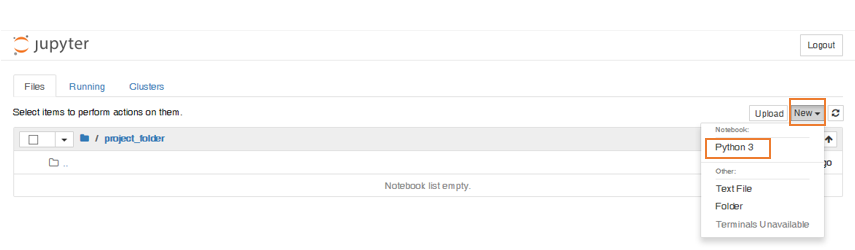 jupyter
Logout
Files Running Clusters
Select items to perform actions on them.
Upload New
Notebook:
/ project_folder
Python 3
..
Notebook list empty.
Other:
Text File
Folder
Terminals Unavailable